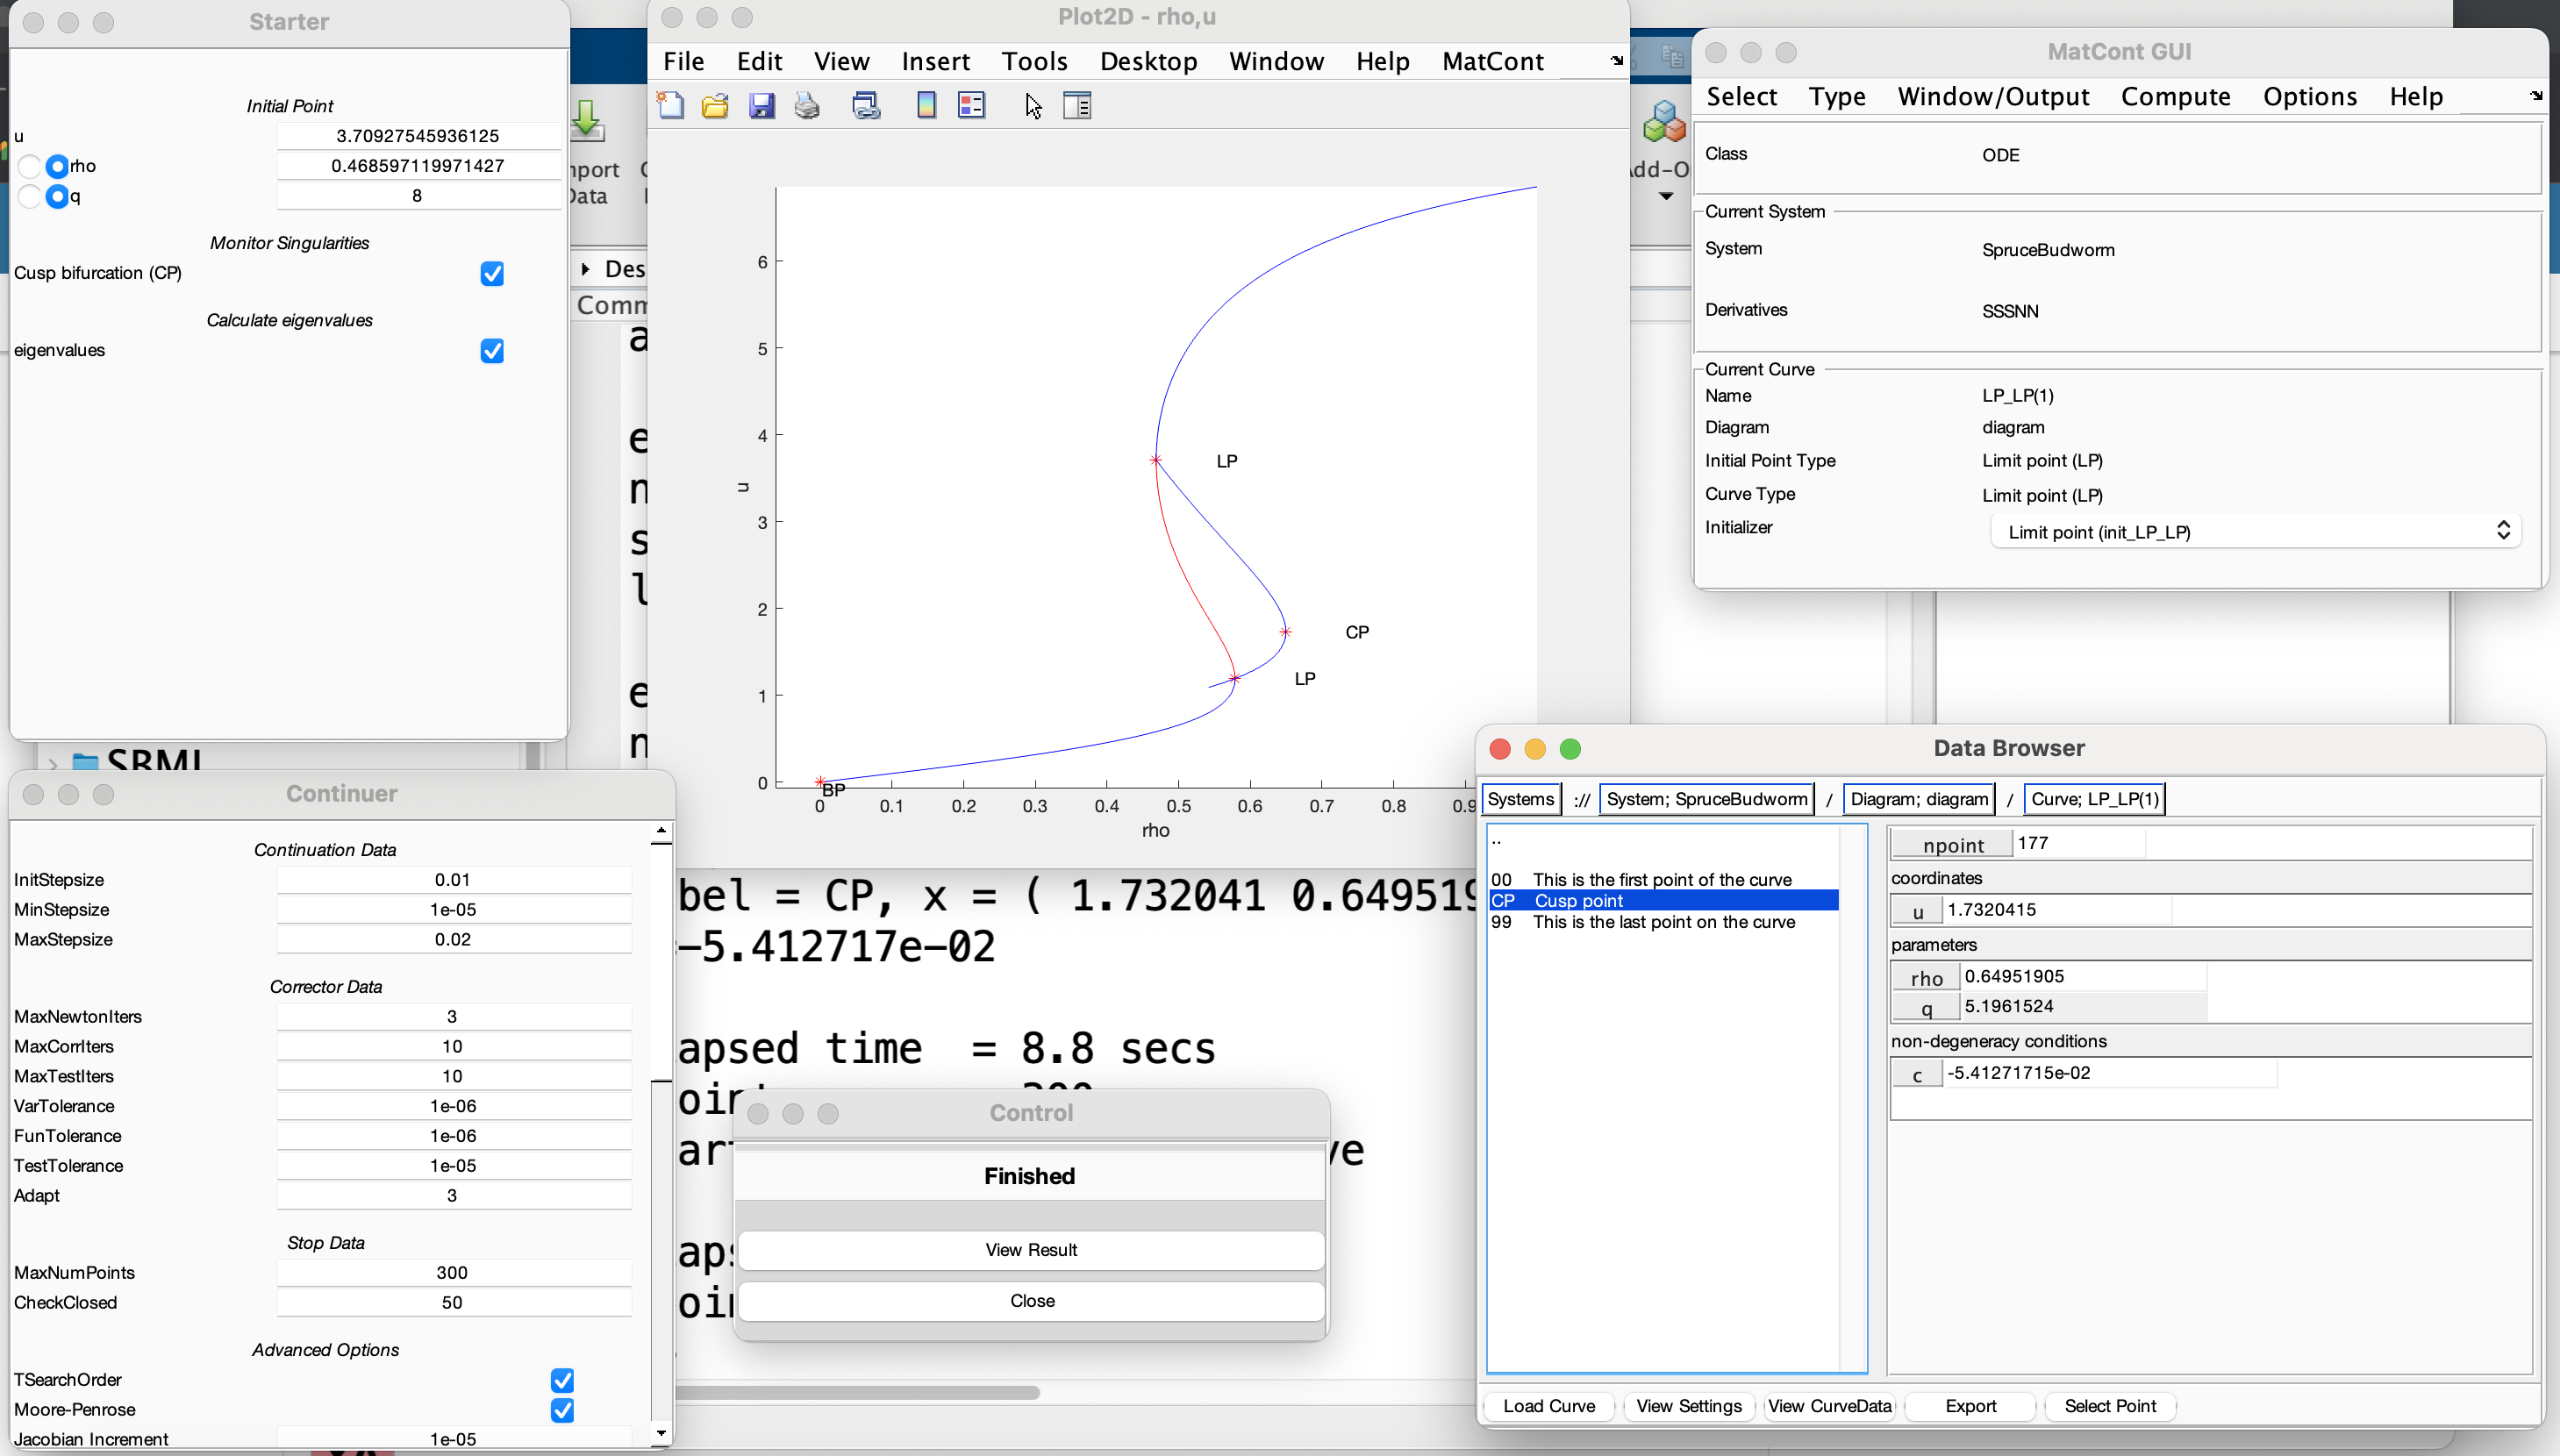 Starter
Initial Point
u 3.70927545936125
rho 0.468597119971427
q 8
Monitor Singularities
Cusp bifurcation (CP)
Calculate eigenvalues
eigenvalues
SBML
Continuer
Continuation Data
InitStepsize 0.01
MinStepsize 1e-05
MaxStepsize 0.02
Corrector Data
MaxNewtonIters 3
MaxCorrIters 10
MaxTestIters 10
VarTolerance 1e-06
FunTolerance 1e-06
TestTolerance 1e-05
Adapt 3
Stop Data
MaxNumPoints 300
CheckClosed 50
Advanced Options
TSearchOrder
Moore-Penrose
Jacobian Increment 1e-05
Plot2D - rho,u
File Edit View Insert Tools Desktop Window Help MatCont
6
5
4
3
2
1
0
u
LP
CP
LP
BP
0 0.1 0.2 0.3 0.4 0.5 0.6 0.7 0.8 0.9
rho
Des
Comm
bel = CP, x = ( 1.732041 0.649519
=-5.412717e-02
apsed time = 8.8 secs
Control
Finished
View Result
Close
MatCont GUI
Select Type Window/Output Compute Options Help
Class ODE
Current System
System SpruceBudworm
Derivatives SSSNN
Current Curve
Name LP_LP(1)
Diagram diagram
Initial Point Type Limit point (LP)
Curve Type Limit point (LP)
Initializer Limit point (init_LP_LP)
Data Browser
Systems :// System; SpruceBudworm / Diagram; diagram / Curve; LP_LP(1)
..
00 This is the first point of the curve
CP Cusp point
99 This is the last point on the curve
npoint 177
coordinates
u 1.7320415
parameters
rho 0.64951905
q 5.1961524
non-degeneracy conditions
c -5.41271715e-02
Load Curve View Settings View CurveData Export Select Point